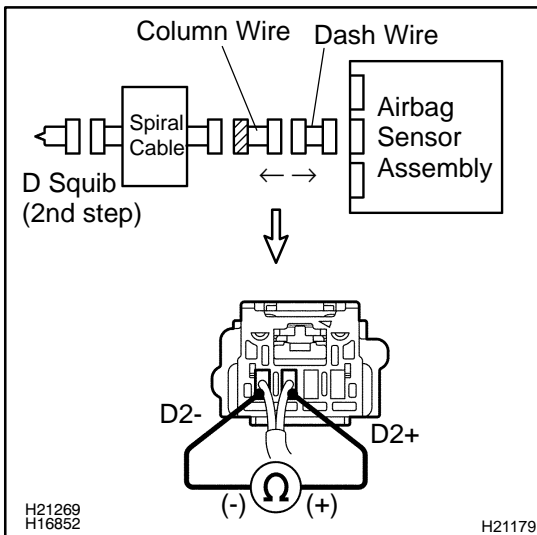 Column Wire
Dash Wire
Spiral
Cable
Airbag
Sensor
Assembly
D Squib
(2nd step)
D2-
D2+
(-)
Ω
(+)
H21269
H16852
H21179